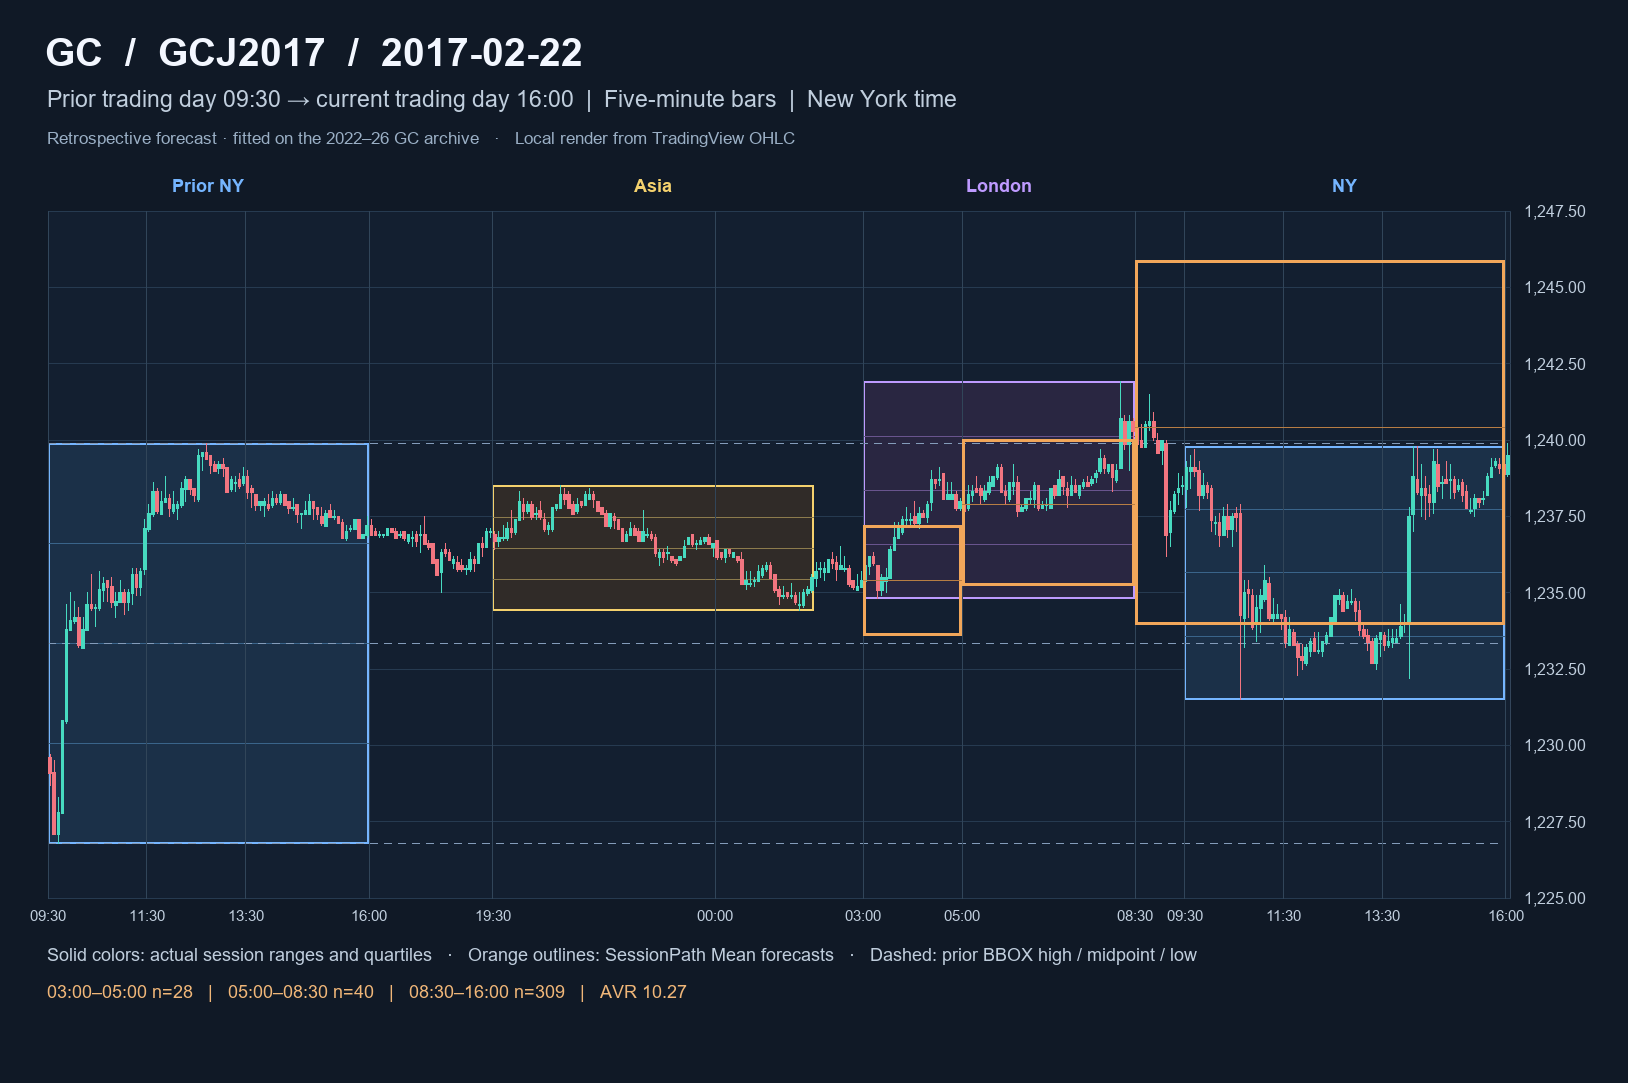 GC / GCJ2017 / 2017-02-22
Prior trading day 09:30 → current trading day 16:00 | Five-minute bars | New York time
Retrospective forecast · fitted on the 2022–26 GC archive · Local render from TradingView OHLC
Prior NY Asia London NY
1,247.50
1,245.00
1,242.50
1,240.00
1,237.50
1,235.00
1,232.50
1,230.00
1,227.50
1,225.00
09:30 11:30 13:30 16:00 19:30 00:00 03:00 05:00 08:30 09:30 11:30 13:30 16:00
Solid colors: actual session ranges and quartiles · Orange outlines: SessionPath Mean forecasts · Dashed: prior BBOX high / midpoint / low
03:00–05:00 n=28 | 05:00–08:30 n=40 | 08:30–16:00 n=309 | AVR 10.27